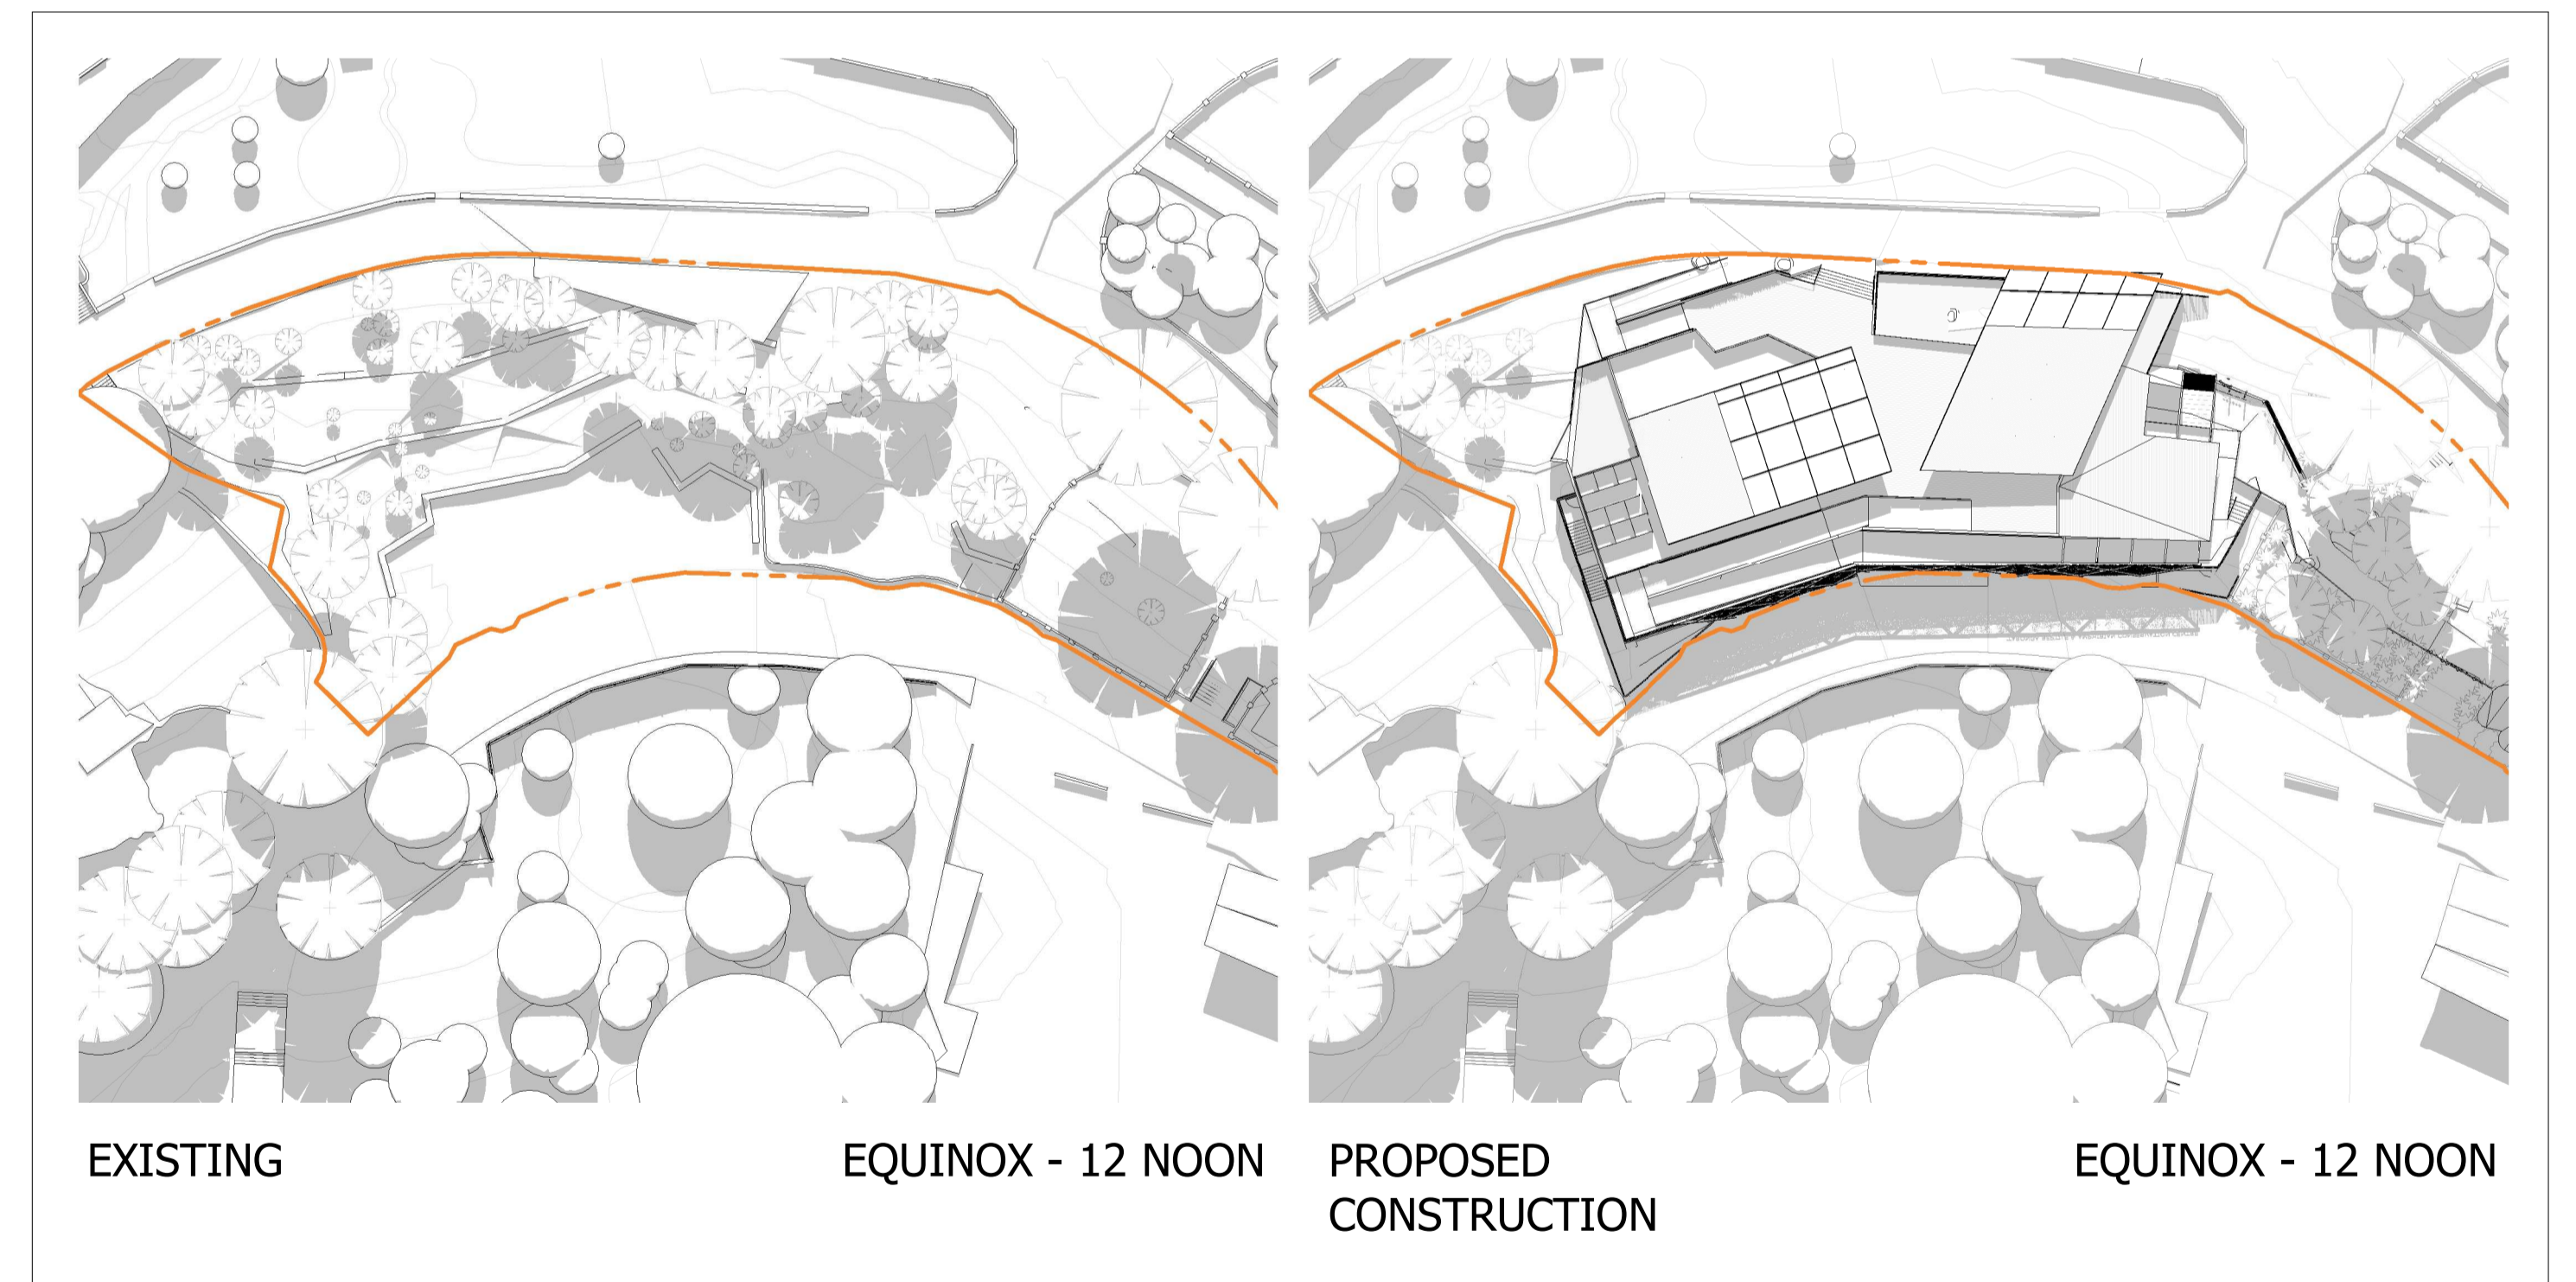 EXISTING
EQUINOX - 12 NOON
PROPOSED
CONSTRUCTION
EQUINOX - 12 NOON